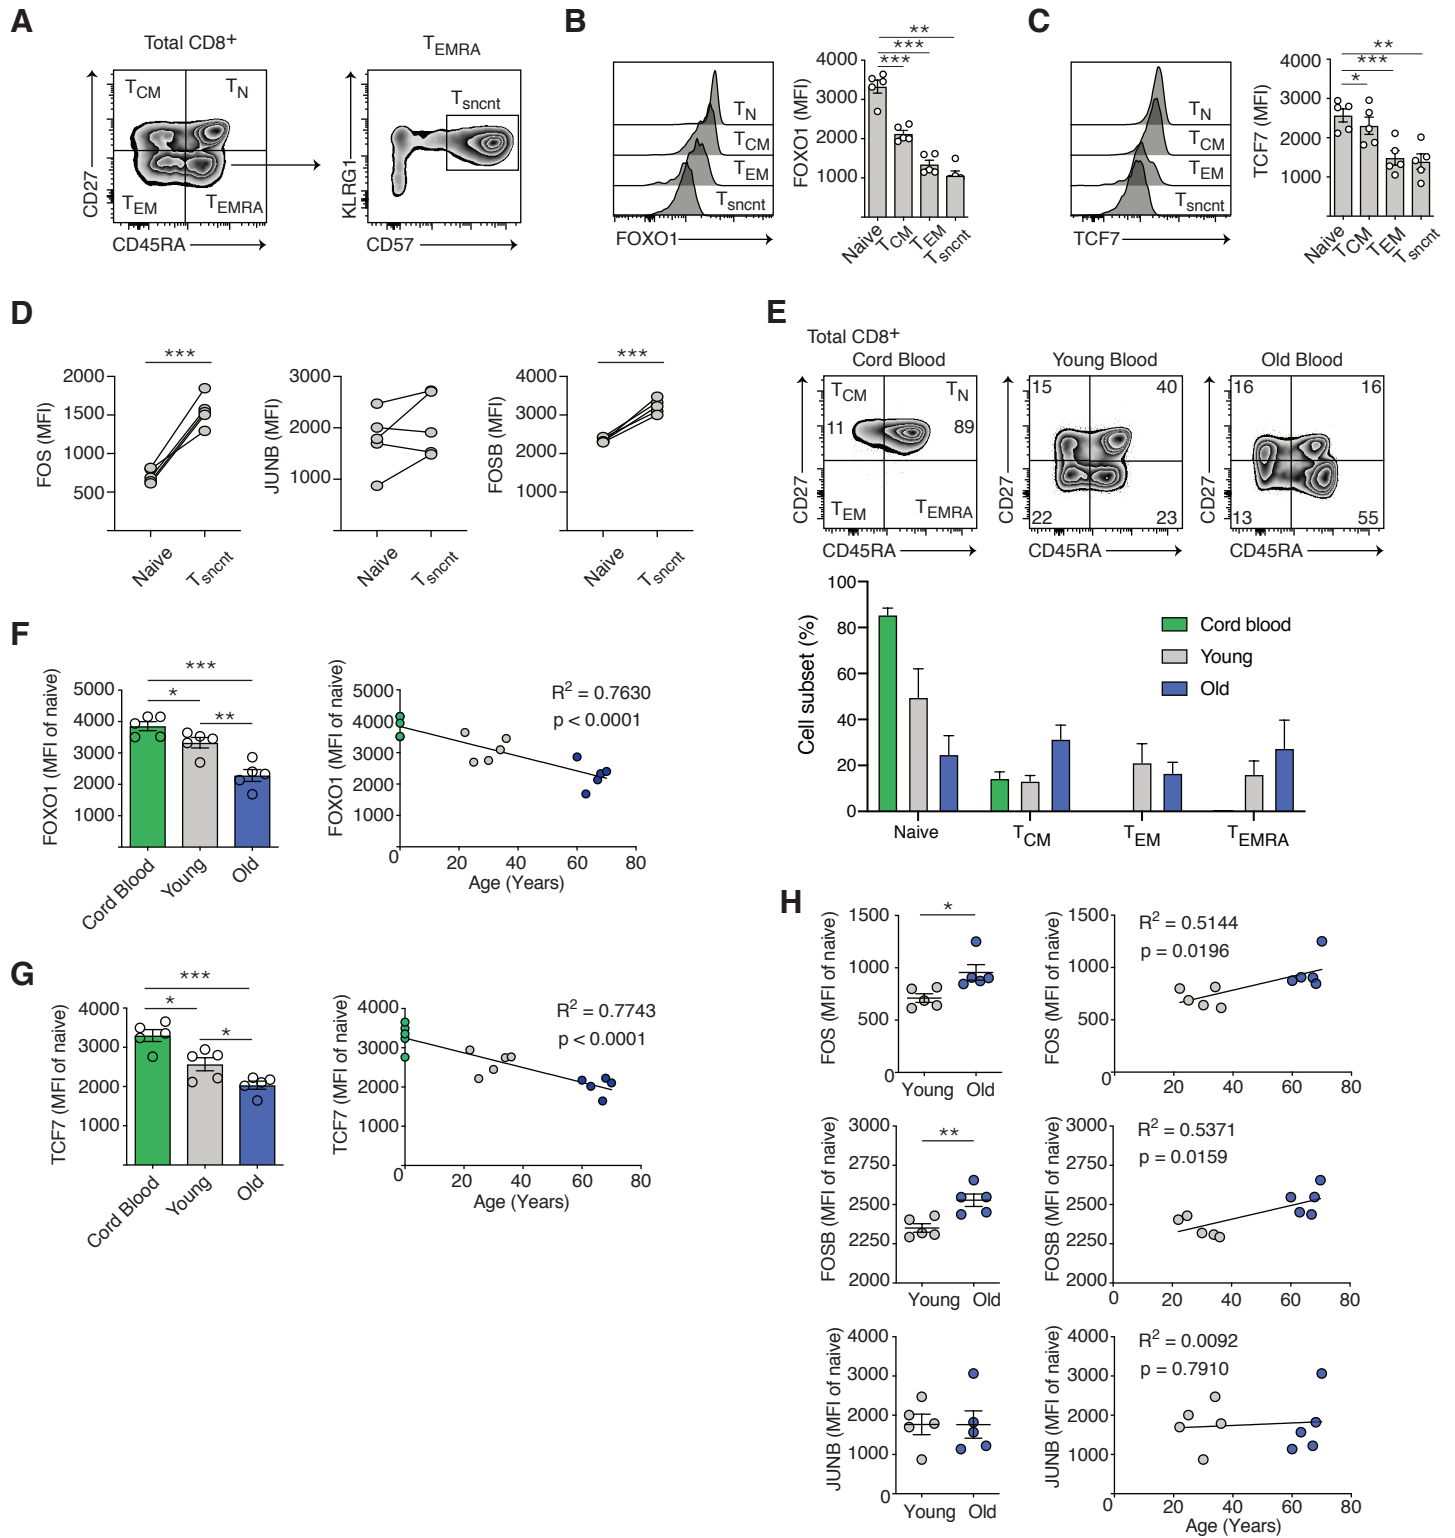 A
Total CD8+
TCM
TN
TEM
TEMRA
CD27
CD45RA
TEMRA
Tsncnt
KLRG1
CD57
B
TN
TCM
TEM
Tsncnt
FOXO1
FOXO1 (MFI)
4000
3000
2000
1000
**
***
***
Naive
TCM
TEM
Tsncnt
C
TN
TCM
TEM
Tsncnt
TCF7
TCF7 (MFI)
4000
3000
2000
1000
**
***
*
Naive
TCM
TEM
Tsncnt
D
***
FOS (MFI)
2000
1500
1000
500
Naive
Tsncnt
JUNB (MFI)
3000
2000
1000
Naive
Tsncnt
***
FOSB (MFI)
4000
3000
2000
1000
Naive
Tsncnt
E
Total CD8+
Cord Blood
TCM
TN
11
89
TEM
TEMRA
CD27
CD45RA
Young Blood
15
40
22
23
CD27
CD45RA
Old Blood
16
16
13
55
CD27
CD45RA
Cell subset (%)
100
80
60
40
20
0
Cord blood
Young
Old
Naive
TCM
TEM
TEMRA
F
***
*
**
FOXO1 (MFI of naive)
5000
4000
3000
2000
1000
Cord Blood
Young
Old
FOXO1 (MFI of naive)
5000
4000
3000
2000
1000
R2 = 0.7630
p < 0.0001
0
20
40
60
80
Age (Years)
G
***
*
*
TCF7 (MFI of naive)
4000
3000
2000
1000
Cord Blood
Young
Old
TCF7 (MFI of naive)
4000
3000
2000
1000
R2 = 0.7743
p < 0.0001
0
20
40
60
80
Age (Years)
H
*
FOS (MFI of naive)
1500
1000
500
0
Young
Old
FOS (MFI of naive)
1500
1000
500
0
R2 = 0.5144
p = 0.0196
20
40
60
80
**
FOSB (MFI of naive)
3000
2750
2500
2250
2000
Young
Old
FOSB (MFI of naive)
3000
2750
2500
2250
2000
R2 = 0.5371
p = 0.0159
0
20
40
60
80
JUNB (MFI of naive)
4000
3000
2000
1000
0
Young
Old
JUNB (MFI of naive)
4000
3000
2000
1000
0
R2 = 0.0092
p = 0.7910
20
40
60
80
Age (Years)